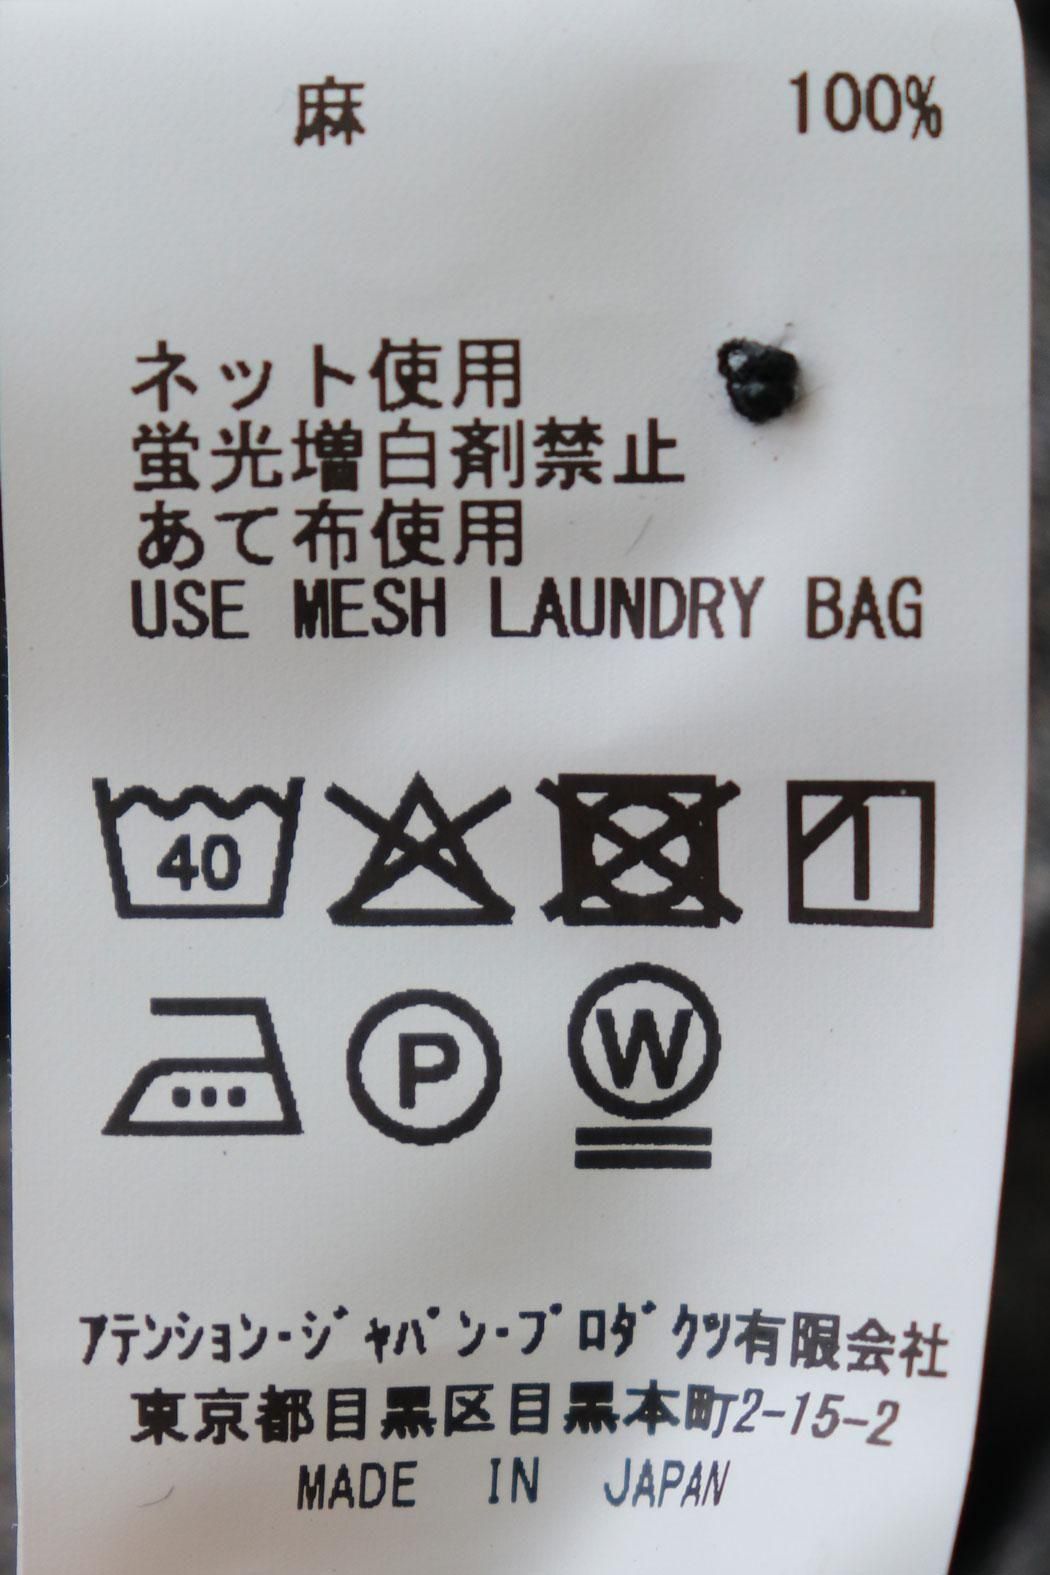 麻 100%
ネット使用
蛍光増白剤禁止
あて布使用
USE MESH LAUNDRY BAG
40
P
W
ｱﾃﾝｼｮﾝ･ｼﾞｬﾊﾟﾝ･ﾌﾟﾛﾀﾞｸﾂ有限会社
東京都目黒区目黒本町2-15-2
MADE IN JAPAN